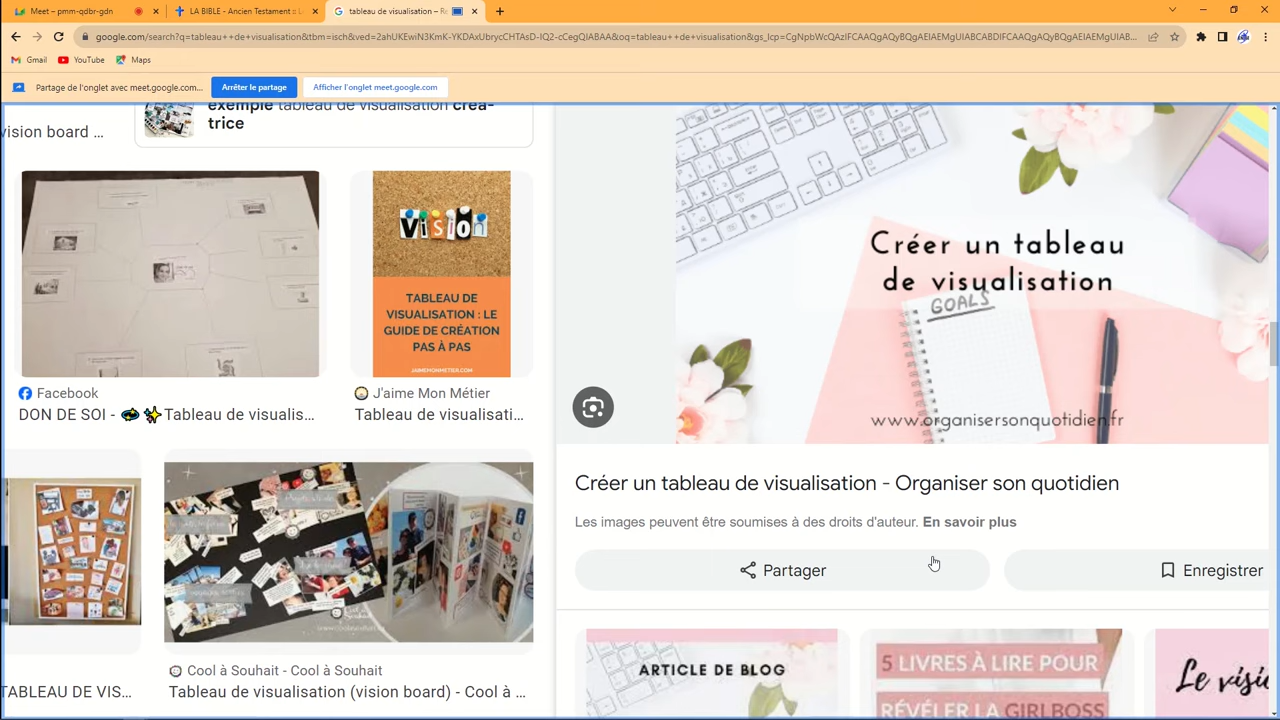 Meet – pmm-qdbr-gdn
LA BIBLE - Ancien Testament :: L
tableau de visualisation – R
google.com/search?q=tableau++de+visualisation&tbm=isch&ved=2ahUKEwiN3KmK-YKDAxUbrycCHTAsD-IQ2-cCegQIABAA&oq=tableau++de+visualisation&gs_lcp=CgNpbWcQAzIFCAAQgAQyBQgAEIAEMgUIABCABDIFCAAQgAQyBQgAEIAEMgUIABCABDIFCAAQgAQyBQgAEIAEMgUIAB...
Gmail
YouTube
Maps
Partage de l'onglet avec meet.google.com...
Arrêter le partage
Afficher l'onglet meet.google.com
vision board ...
exemple tableau de visualisation créa-
trice
Vision
TABLEAU DE
VISUALISATION : LE
GUIDE DE CRÉATION
PAS À PAS
JAIMEMONMETIER.COM
Facebook
DON DE SOI - Tableau de visualis...
J'aime Mon Métier
Tableau de visualisati...
Créer un tableau
de visualisation
GOALS
www.organisersonquotidien.fr
Créer un tableau de visualisation - Organiser son quotidien
Les images peuvent être soumises à des droits d'auteur. En savoir plus
Partager
Enregistrer
TABLEAU DE VIS...
Cool à Souhait - Cool à Souhait
Tableau de visualisation (vision board) - Cool à ...
ARTICLE DE BLOG
5 LIVRES À LIRE POUR
RÉVÉLER LA GIRL BOSS
Le visi